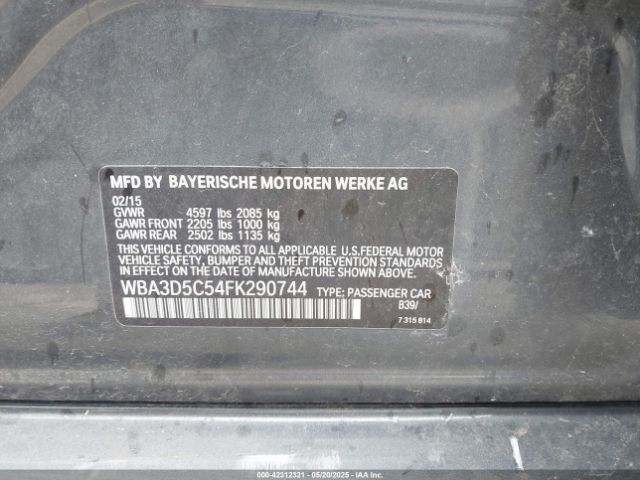 MFD BY BAYERISCHE MOTOREN WERKE AG
02/15
GVWR 4597 lbs 2085 kg
GAWR FRONT 2205 lbs 1000 kg
GAWR REAR 2502 lbs 1135 kg
THIS VEHICLE CONFORMS TO ALL APPLICABLE U.S.FEDERAL MOTOR
VEHICLE SAFETY, BUMPER AND THEFT PREVENTION STANDARDS
IN EFFECT ON THE DATE OF MANUFACTURE SHOWN ABOVE.
WBA3D5C54FK290744 TYPE: PASSENGER CAR
B39/
7 315 814
000-42312321 - 05/20/2025 - IAAI.COM